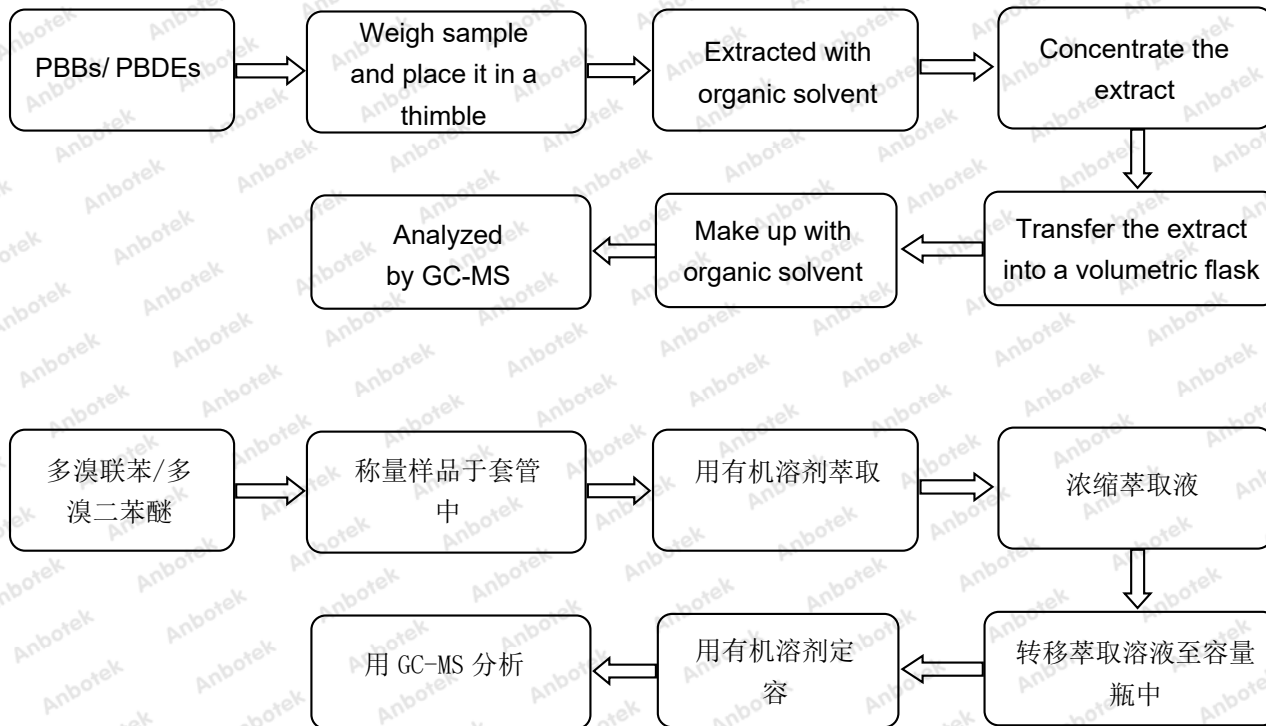 PBBs/ PBDEs
Weigh sample
and place it in a
thimble
Extracted with
organic solvent
Concentrate the
extract
Transfer the extract
into a volumetric flask
Make up with
organic solvent
Analyzed
by GC-MS
多溴联苯/多
溴二苯醚
称量样品于套管
中
用有机溶剂萃取
浓缩萃取液
转移萃取溶液至容量
瓶中
用有机溶剂定
容
用 GC-MS 分析
Anbotek